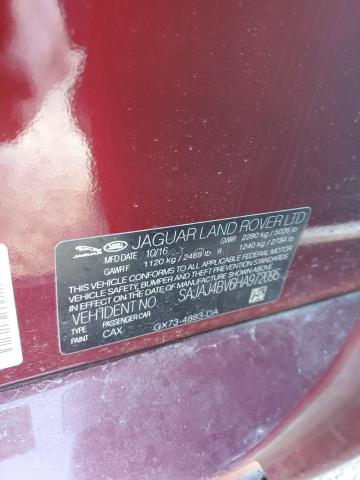 JAGUAR LAND ROVER LTD
JAGUAR
MFD DATE 10/16 GVWR 2280 kg / 5026 lb
GAWR F 1120 kg / 2469 lb R 1240 kg / 2734 lb
THIS VEHICLE CONFORMS TO ALL APPLICABLE FEDERAL MOTOR
VEHICLE SAFETY, BUMPER AND THEFT PREVENTION STANDARDS
IN EFFECT ON THE DATE OF MANUFACTURE SHOWN ABOVE.
VEH IDENT NO SAJAJ4BV6HA972095
TYPE PASSENGER CAR
PAINT CAX GX73-4883-DA